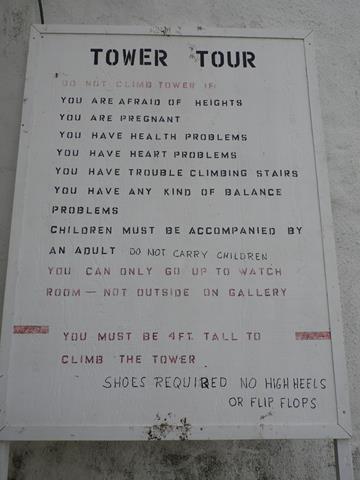 TOWER TOUR
DO NOT CLIMB TOWER IF:
YOU ARE AFRAID OF HEIGHTS
YOU ARE PREGNANT
YOU HAVE HEALTH PROBLEMS
YOU HAVE HEART PROBLEMS
YOU HAVE TROUBLE CLIMBING STAIRS
YOU HAVE ANY KIND OF BALANCE
PROBLEMS
CHILDREN MUST BE ACCOMPANIED BY
AN ADULT DO NOT CARRY CHILDREN
YOU CAN ONLY GO UP TO WATCH
ROOM — NOT OUTSIDE ON GALLERY
YOU MUST BE 4FT. TALL TO
CLIMB THE TOWER
SHOES REQUIRED NO HIGH HEELS
OR FLIP FLOPS